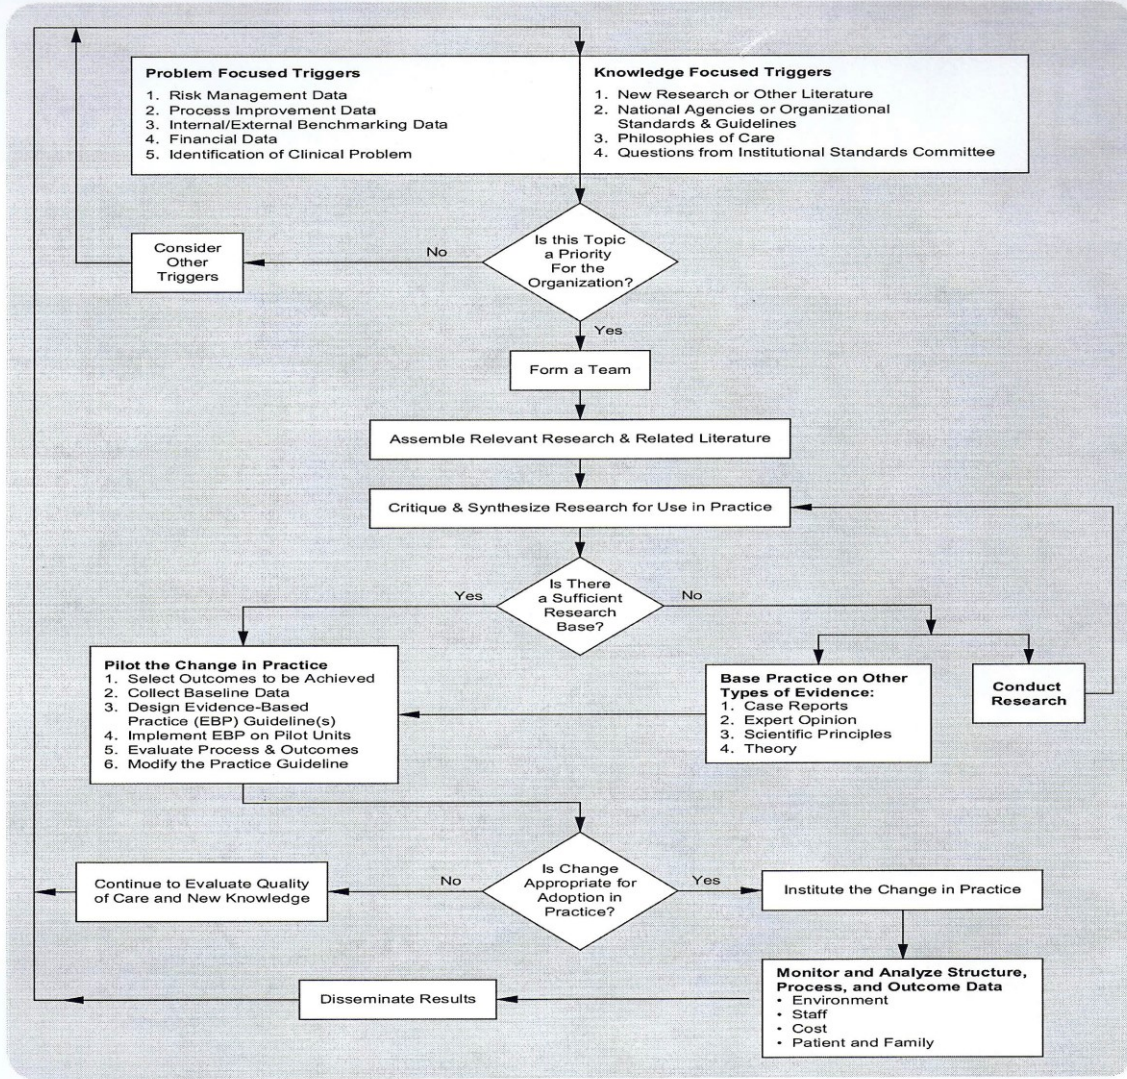 Problem Focused Triggers
1. Risk Management Data
2. Process Improvement Data
3. Internal/External Benchmarking Data
4. Financial Data
5. Identification of Clinical Problem
Knowledge Focused Triggers
1. New Research or Other Literature
2. National Agencies or Organizational
Standards & Guidelines
3. Philosophies of Care
4. Questions from Institutional Standards Committee
Is this Topic
a Priority
For the
Organization?
No
Consider
Other
Triggers
Yes
Form a Team
Assemble Relevant Research & Related Literature
Critique & Synthesize Research for Use in Practice
Is There
a Sufficient
Research
Base?
Yes
No
Pilot the Change in Practice
1. Select Outcomes to be Achieved
2. Collect Baseline Data
3. Design Evidence-Based
Practice (EBP) Guideline(s)
4. Implement EBP on Pilot Units
5. Evaluate Process & Outcomes
6. Modify the Practice Guideline
Base Practice on Other
Types of Evidence:
1. Case Reports
2. Expert Opinion
3. Scientific Principles
4. Theory
Conduct
Research
Is Change
Appropriate for
Adoption in
Practice?
No
Yes
Continue to Evaluate Quality
of Care and New Knowledge
Institute the Change in Practice
Monitor and Analyze Structure,
Process, and Outcome Data
• Environment
• Staff
• Cost
• Patient and Family
Disseminate Results